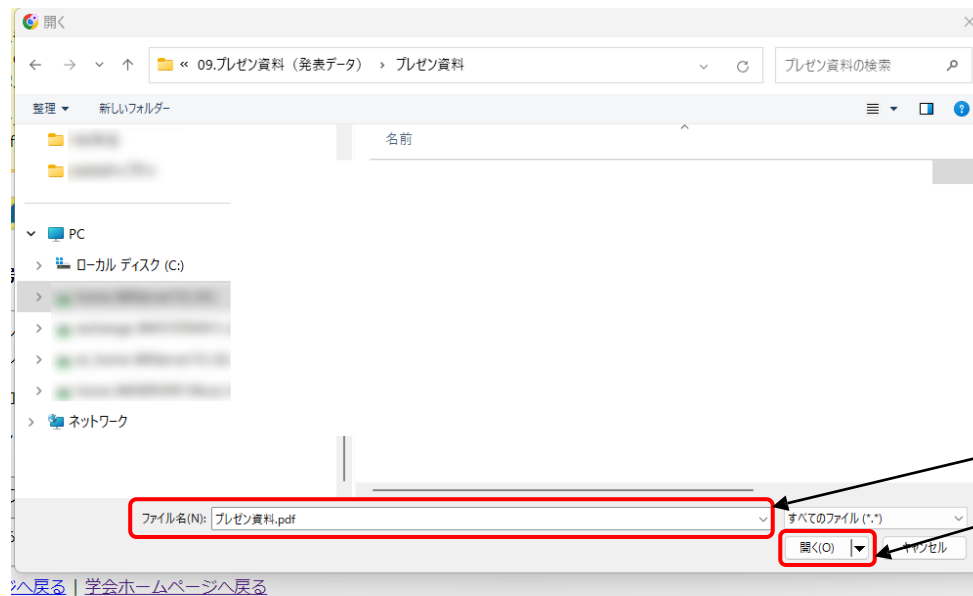 開く
« 09.プレゼン資料（発表データ） › プレゼン資料
プレゼン資料の検索
整理
新しいフォルダー
名前
PC
ローカル ディスク (C:)
ネットワーク
ファイル名(N): プレゼン資料.pdf
すべてのファイル (*.*)
開く(O)
キャンセル
ジへ戻る | 学会ホームページへ戻る